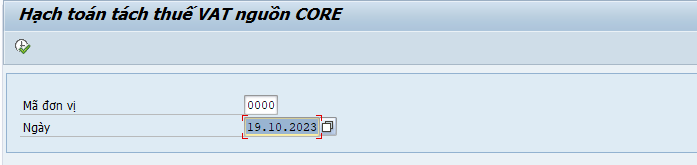 Hạch toán tách thuế VAT nguồn CORE
Mã đơn vị 0000
Ngày 19.10.2023